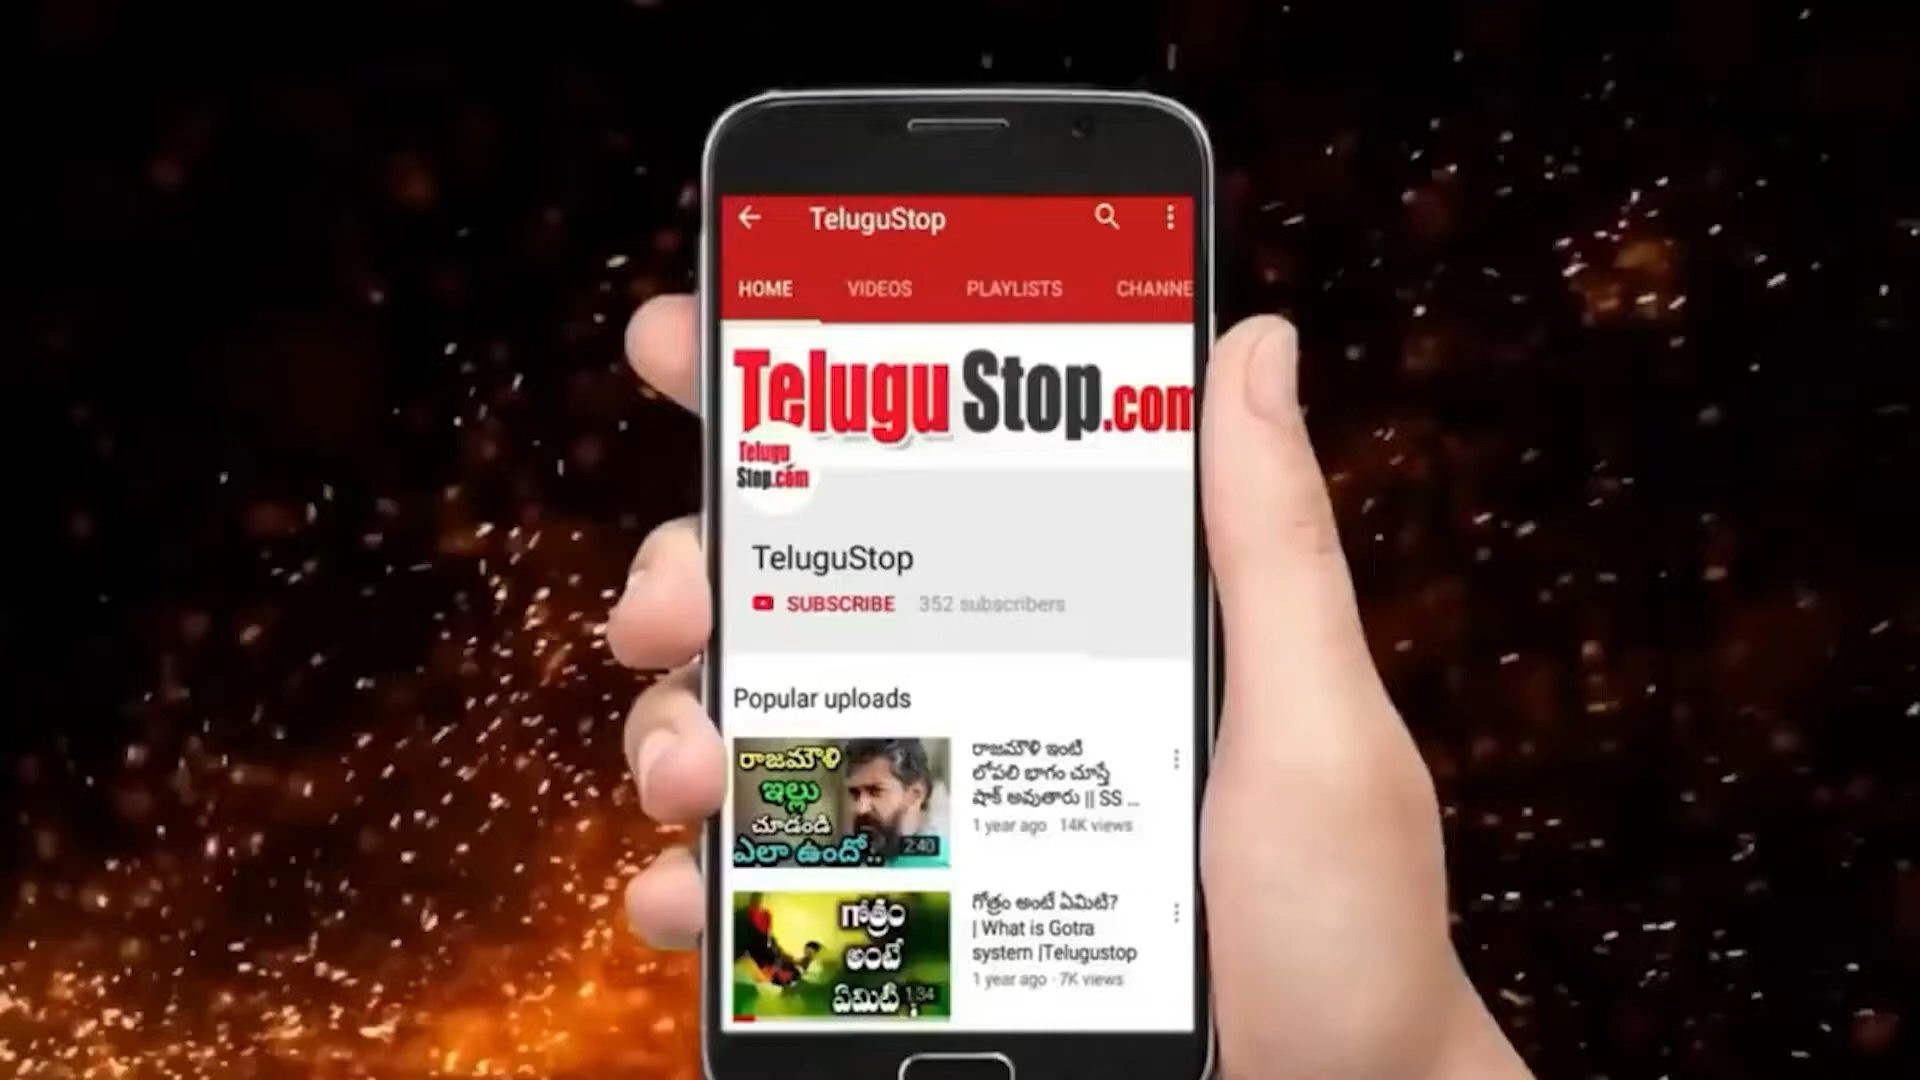 TeluguStop
HOME VIDEOS PLAYLISTS CHANNE
Telugu Stop.com
Telugu
Stop.com
TeluguStop
SUBSCRIBE 352 subscribers
Popular uploads
రాజమౌళి
ఇల్లు
చూడండి
ఎలా ఉందో..
2:40
రాజమౌళి ఇంటి
లోపలి భాగం చూస్తే
షాక్ అవుతారు || SS ...
1 year ago · 14K views
గోత్రం
అంటే
ఏమిటి
1:34
గోత్రం అంటే ఏమిటి?
| What is Gotra
system |Telugustop
1 year ago · 7K views